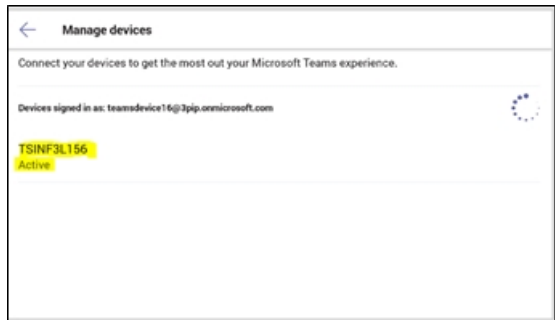 Manage devices
Connect your devices to get the most out your Microsoft Teams experience.
Devices signed in as: teamsdevice16@3pip.onmicrosoft.com
TSINF3L156
Active